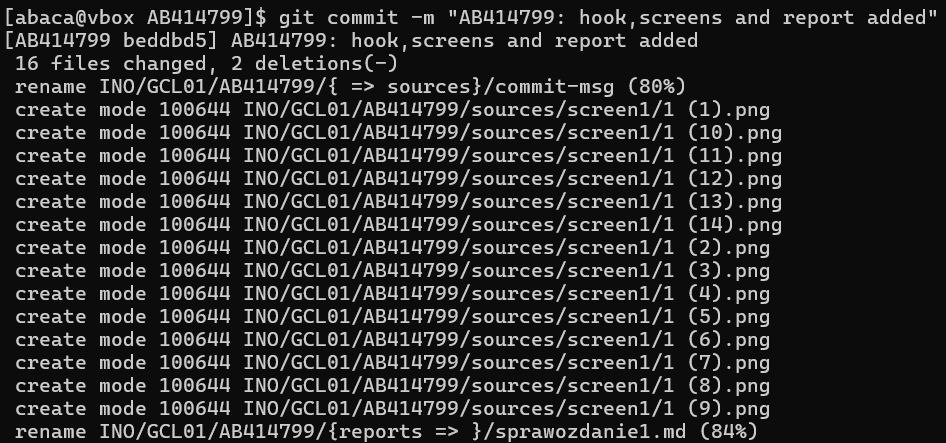 [abaca@vbox AB414799]$ git commit -m "AB414799: hook,screens and report added"
[AB414799 beddbd5] AB414799: hook,screens and report added
 16 files changed, 2 deletions(-)
 rename INO/GCL01/AB414799/{ => sources}/commit-msg (80%)
 create mode 100644 INO/GCL01/AB414799/sources/screen1/1 (1).png
 create mode 100644 INO/GCL01/AB414799/sources/screen1/1 (10).png
 create mode 100644 INO/GCL01/AB414799/sources/screen1/1 (11).png
 create mode 100644 INO/GCL01/AB414799/sources/screen1/1 (12).png
 create mode 100644 INO/GCL01/AB414799/sources/screen1/1 (13).png
 create mode 100644 INO/GCL01/AB414799/sources/screen1/1 (14).png
 create mode 100644 INO/GCL01/AB414799/sources/screen1/1 (2).png
 create mode 100644 INO/GCL01/AB414799/sources/screen1/1 (3).png
 create mode 100644 INO/GCL01/AB414799/sources/screen1/1 (4).png
 create mode 100644 INO/GCL01/AB414799/sources/screen1/1 (5).png
 create mode 100644 INO/GCL01/AB414799/sources/screen1/1 (6).png
 create mode 100644 INO/GCL01/AB414799/sources/screen1/1 (7).png
 create mode 100644 INO/GCL01/AB414799/sources/screen1/1 (8).png
 create mode 100644 INO/GCL01/AB414799/sources/screen1/1 (9).png
 rename INO/GCL01/AB414799/{reports => }/sprawozdanie1.md (84%)